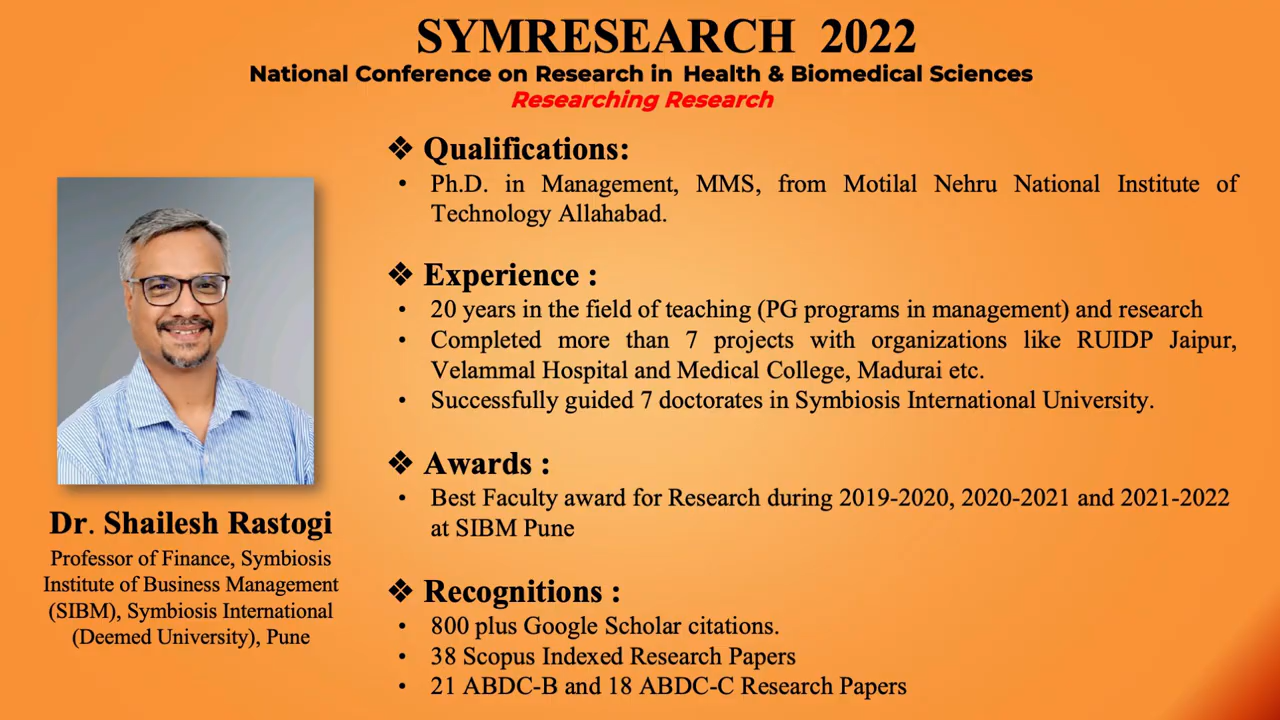 SYMRESEARCH 2022
National Conference on Research in Health & Biomedical Sciences
Researching Research
❖ Qualifications:
• Ph.D. in Management, MMS, from Motilal Nehru National Institute of
Technology Allahabad.
❖ Experience :
• 20 years in the field of teaching (PG programs in management) and research
• Completed more than 7 projects with organizations like RUIDP Jaipur,
Velammal Hospital and Medical College, Madurai etc.
• Successfully guided 7 doctorates in Symbiosis International University.
❖ Awards :
• Best Faculty award for Research during 2019-2020, 2020-2021 and 2021-2022
at SIBM Pune
❖ Recognitions :
• 800 plus Google Scholar citations.
• 38 Scopus Indexed Research Papers
• 21 ABDC-B and 18 ABDC-C Research Papers
Dr. Shailesh Rastogi
Professor of Finance, Symbiosis
Institute of Business Management
(SIBM), Symbiosis International
(Deemed University), Pune